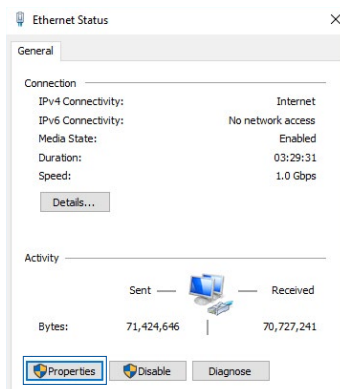 Ethernet Status
General
Connection
IPv4 Connectivity: Internet
IPv6 Connectivity: No network access
Media State: Enabled
Duration: 03:29:31
Speed: 1.0 Gbps
Details...
Activity
Sent Received
Bytes: 71,424,646 70,727,241
Properties Disable Diagnose